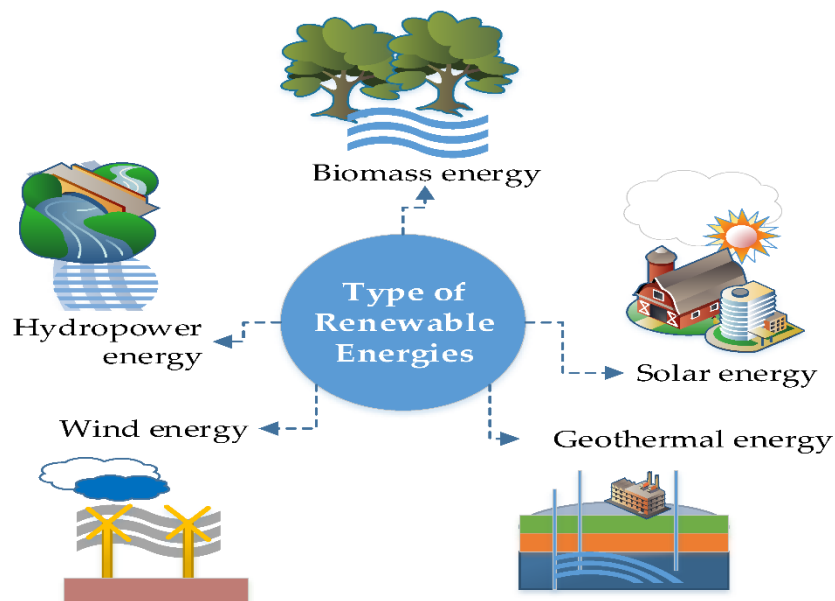 Biomass energy
Type of
Renewable
Energies
Hydropower
energy
Solar energy
Wind energy
Geothermal energy